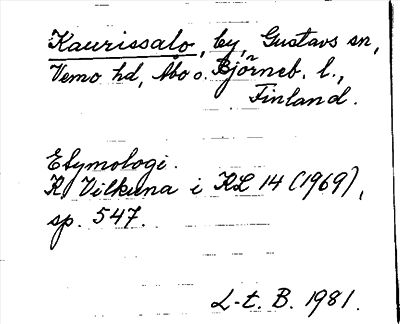 Kaurissalo, by, Gustavs sn,
Vemo hd, Åbo o. Björneb. l.,
Finland.
Etymologi.
K. Vilkuna i KL 14 (1969),
sp. 547.
L-t. B. 1981.